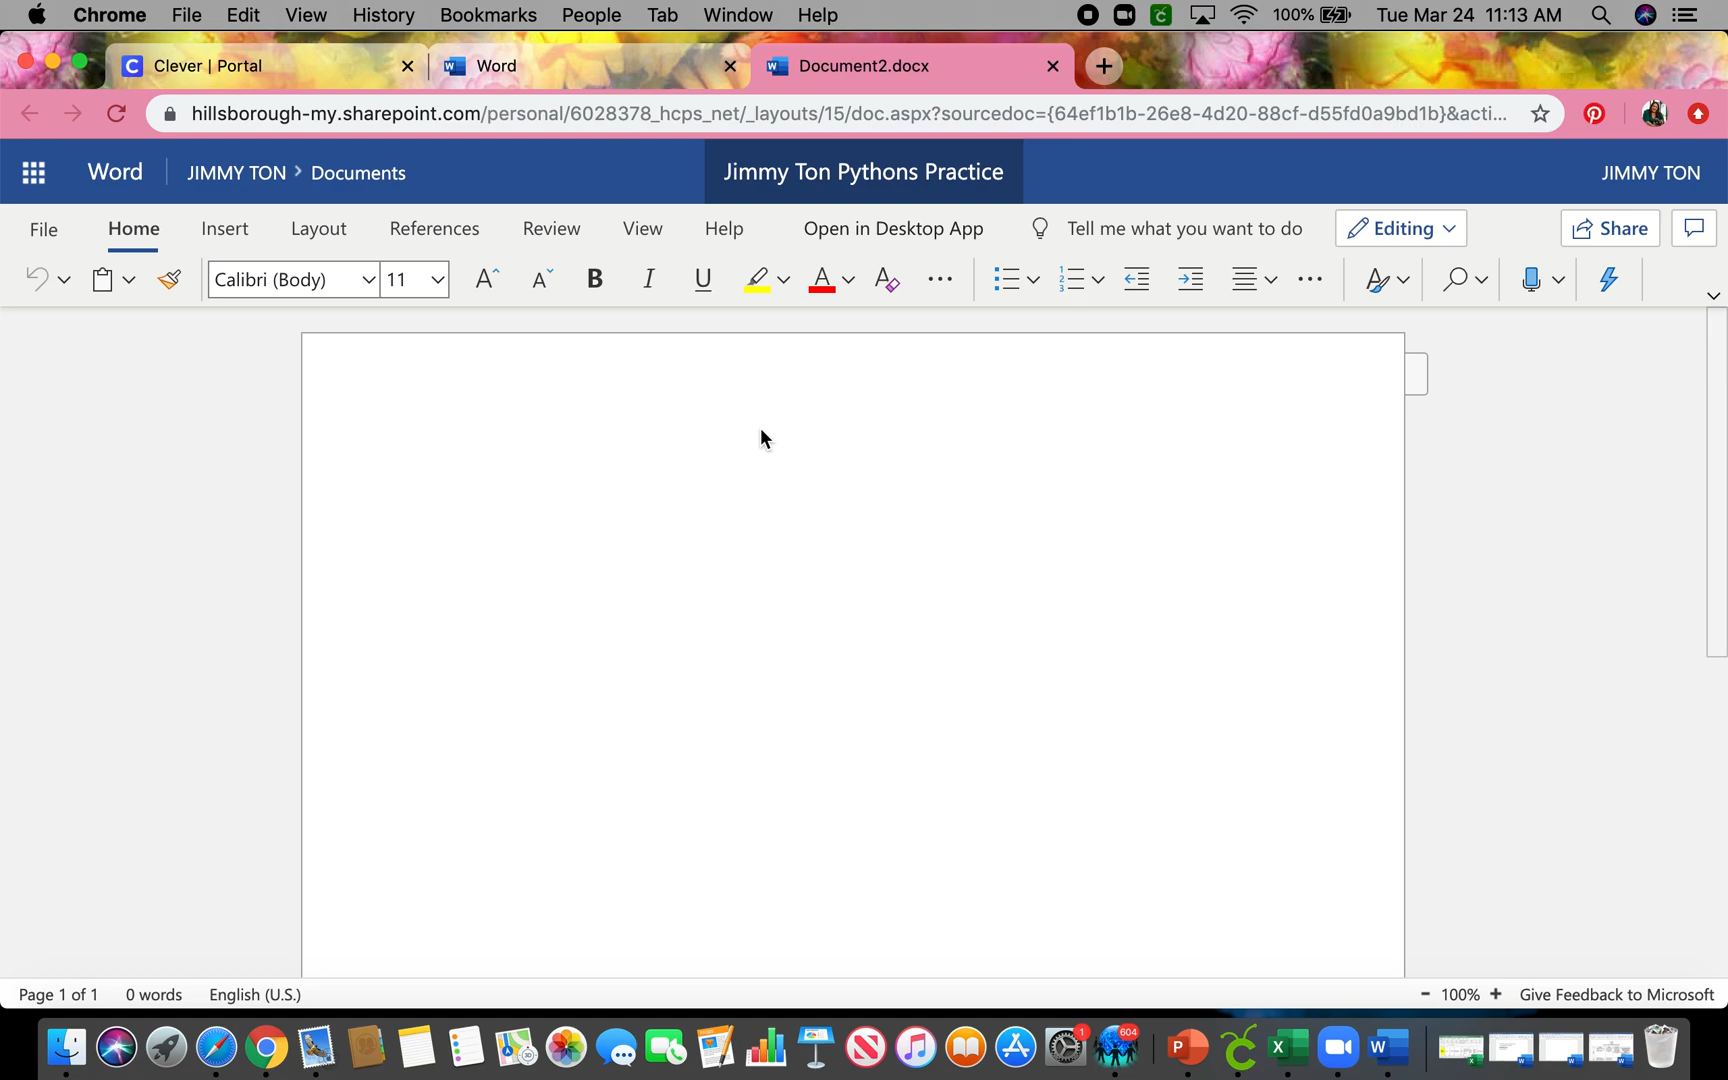 Chrome File Edit View History Bookmarks People Tab Window Help 100% Tue Mar 24 11:13 AM
Clever | Portal Word Document2.docx
hillsborough-my.sharepoint.com/personal/6028378_hcps_net/_layouts/15/doc.aspx?sourcedoc={64ef1b1b-26e8-4d20-88cf-d55fd0a9bd1b}&acti...
Word JIMMY TON > Documents Jimmy Ton Pythons Practice JIMMY TON
File Home Insert Layout References Review View Help Open in Desktop App Tell me what you want to do Editing Share
Calibri (Body) 11 A A B I U A A
Page 1 of 1 0 words English (U.S.) - 100% + Give Feedback to Microsoft
1 604